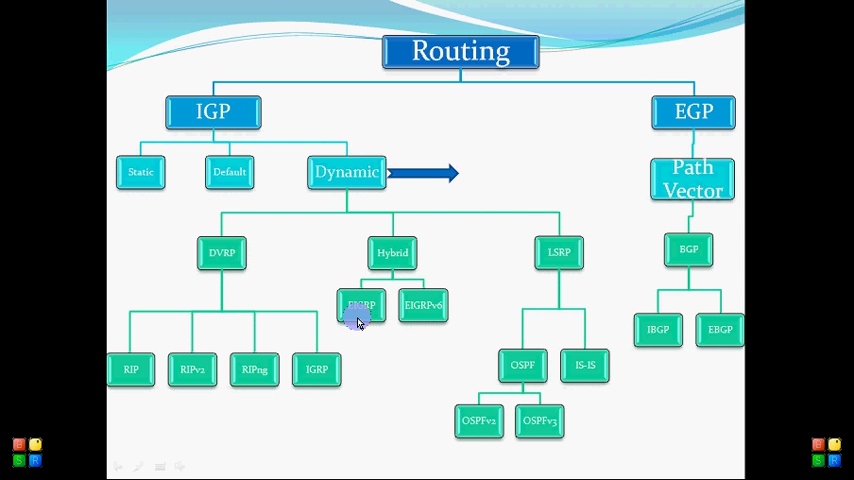 Routing
IGP
EGP
Static
Default
Dynamic
Path
Vector
DVRP
Hybrid
LSRP
BGP
EIGRP
EIGRPv6
IBGP
EBGP
RIP
RIPv2
RIPng
IGRP
OSPF
IS-IS
OSPFv2
OSPFv3
B
S R
B
S R